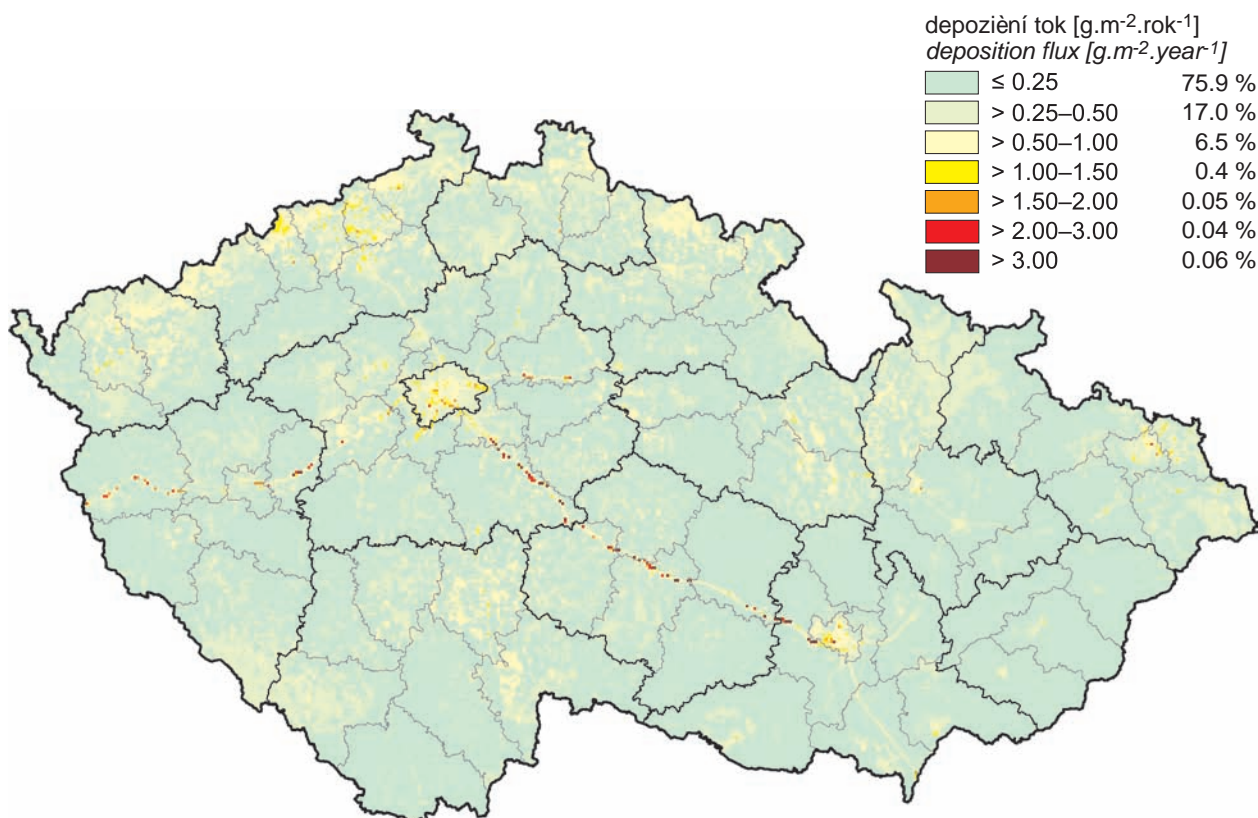 depozièní tok [g.m-2.rok-1]
deposition flux [g.m-2.year-1]
≤ 0.25 75.9 %
> 0.25–0.50 17.0 %
> 0.50–1.00 6.5 %
> 1.00–1.50 0.4 %
> 1.50–2.00 0.05 %
> 2.00–3.00 0.04 %
> 3.00 0.06 %